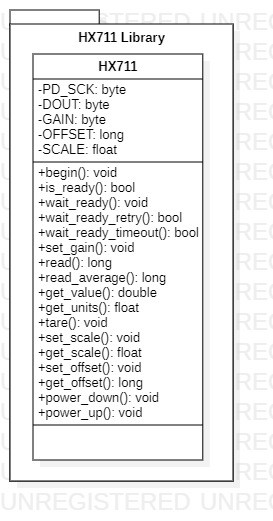 HX711 Library
HX711
-PD_SCK: byte
-DOUT: byte
-GAIN: byte
-OFFSET: long
-SCALE: float
+begin(): void
+is_ready(): bool
+wait_ready(): void
+wait_ready_retry(): bool
+wait_ready_timeout(): bool
+set_gain(): void
+read(): long
+read_average(): long
+get_value(): double
+get_units(): float
+tare(): void
+set_scale(): void
+get_scale(): float
+set_offset(): void
+get_offset(): long
+power_down(): void
+power_up(): void
UNREGISTERED UNRE